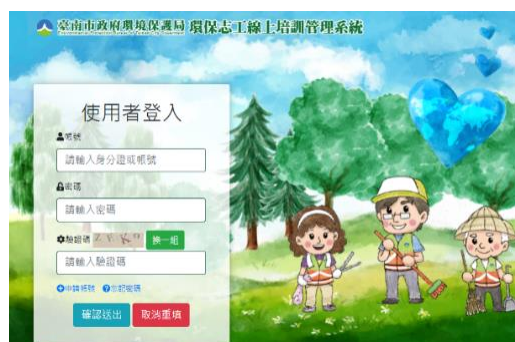 臺南市政府環境保護局 環保志工線上培訓管理系統
使用者登入
帳號
請輸入身分證或帳號
密碼
請輸入密碼
驗證碼 換一組
請輸入驗證碼
申請帳號 忘記密碼
確認送出 取消重填